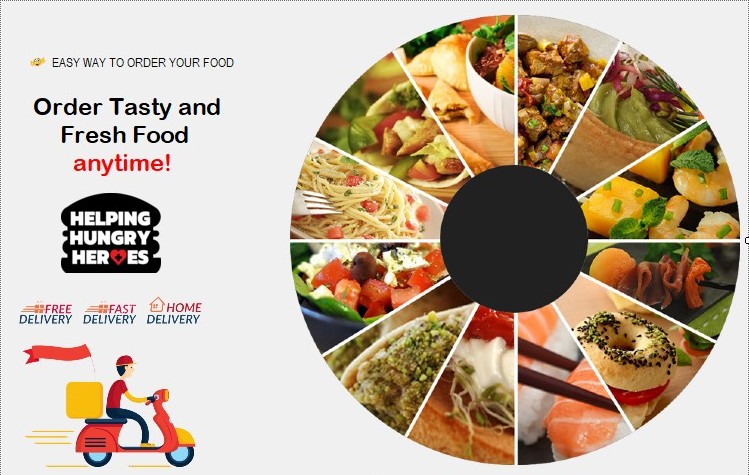 EASY WAY TO ORDER YOUR FOOD
Order Tasty and
Fresh Food
anytime!
HELPING
HUNGRY
HEROES
FREE
DELIVERY
FAST
DELIVERY
HOME
DELIVERY